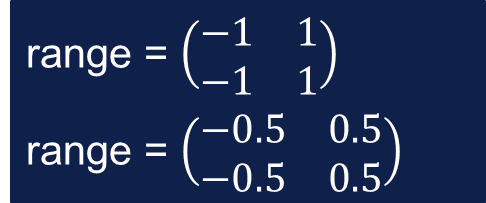 range = (−1 1
−1 1)
range = (−0.5 0.5
−0.5 0.5)